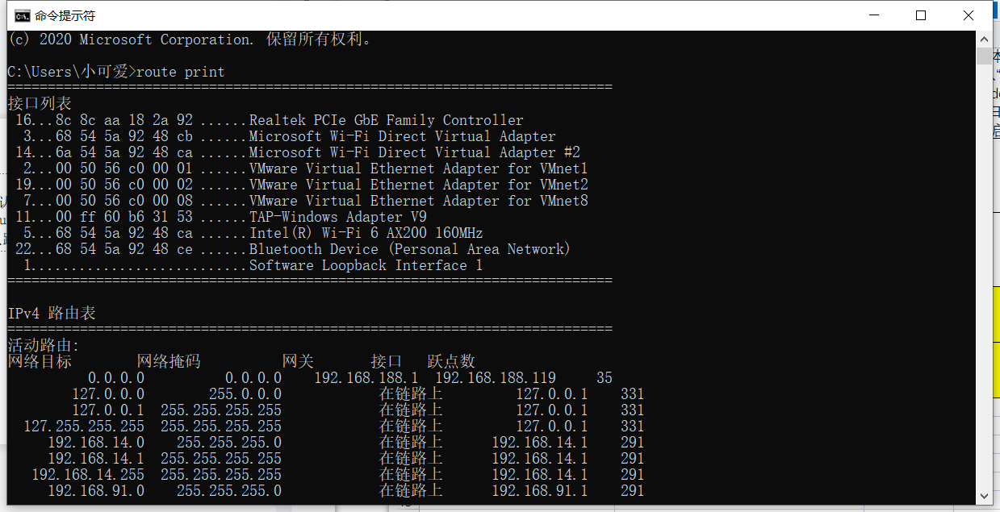 命令提示符
(c) 2020 Microsoft Corporation. 保留所有权利。
C:\Users\小可爱>route print
===========================================================================
接口列表
 16...8c 8c aa 18 2a 92 ......Realtek PCIe GbE Family Controller
  3...68 54 5a 92 48 cb ......Microsoft Wi-Fi Direct Virtual Adapter
 14...6a 54 5a 92 48 ca ......Microsoft Wi-Fi Direct Virtual Adapter #2
  2...00 50 56 c0 00 01 ......VMware Virtual Ethernet Adapter for VMnet1
 19...00 50 56 c0 00 02 ......VMware Virtual Ethernet Adapter for VMnet2
  7...00 50 56 c0 00 08 ......VMware Virtual Ethernet Adapter for VMnet8
 11...00 ff 60 b6 31 53 ......TAP-Windows Adapter V9
  5...68 54 5a 92 48 ca ......Intel(R) Wi-Fi 6 AX200 160MHz
 22...68 54 5a 92 48 ce ......Bluetooth Device (Personal Area Network)
  1...........................Software Loopback Interface 1
===========================================================================
IPv4 路由表
===========================================================================
活动路由:
网络目标        网络掩码          网关       接口   跃点数
          0.0.0.0          0.0.0.0    192.168.188.1  192.168.188.119     35
        127.0.0.0        255.0.0.0            在链路上         127.0.0.1    331
        127.0.0.1  255.255.255.255            在链路上         127.0.0.1    331
  127.255.255.255  255.255.255.255            在链路上         127.0.0.1    331
     192.168.14.0    255.255.255.0            在链路上      192.168.14.1    291
     192.168.14.1  255.255.255.255            在链路上      192.168.14.1    291
   192.168.14.255  255.255.255.255            在链路上      192.168.14.1    291
     192.168.91.0    255.255.255.0            在链路上      192.168.91.1    291